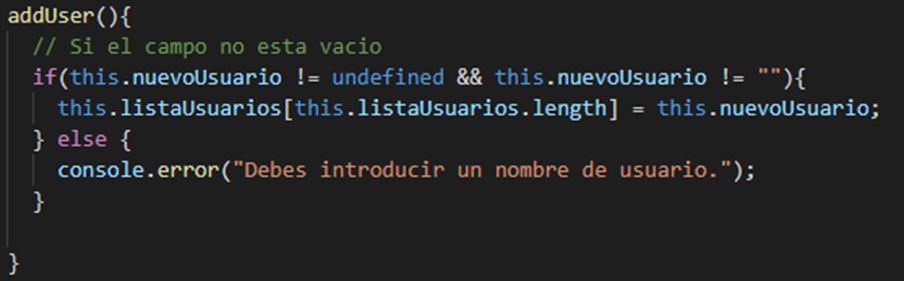 addUser(){
// Si el campo no esta vacio
if(this.nuevoUsuario != undefined && this.nuevoUsuario != ""){
this.listaUsuarios[this.listaUsuarios.length] = this.nuevoUsuario;
} else {
console.error("Debes introducir un nombre de usuario.");
}
}